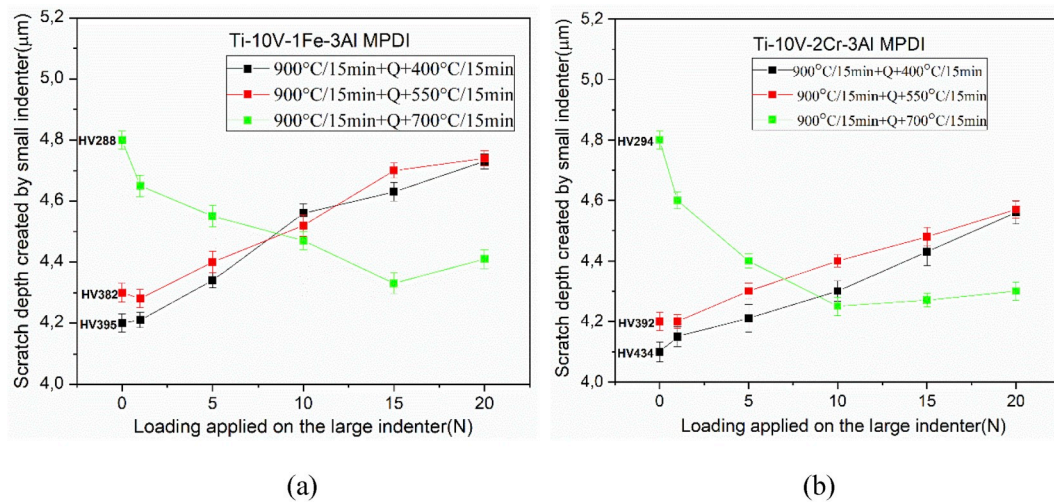 5,2
5,0
4,8
4,6
4,4
4,2
4,0
Scratch depth created by small indenter(μm)
Ti-10V-1Fe-3Al MPDI
900°C/15min+Q+400°C/15min
900°C/15min+Q+550°C/15min
900°C/15min+Q+700°C/15min
HV288
HV382
HV395
0 5 10 15 20
Loading applied on the large indenter(N)
(a)
5,2
5,0
4,8
4,6
4,4
4,2
4,0
Scratch depth created by small indenter(μm)
Ti-10V-2Cr-3Al MPDI
900°C/15min+Q+400°C/15min
900°C/15min+Q+550°C/15min
900°C/15min+Q+700°C/15min
HV294
HV392
HV434
0 5 10 15 20
Loading applied on the large indenter(N)
(b)